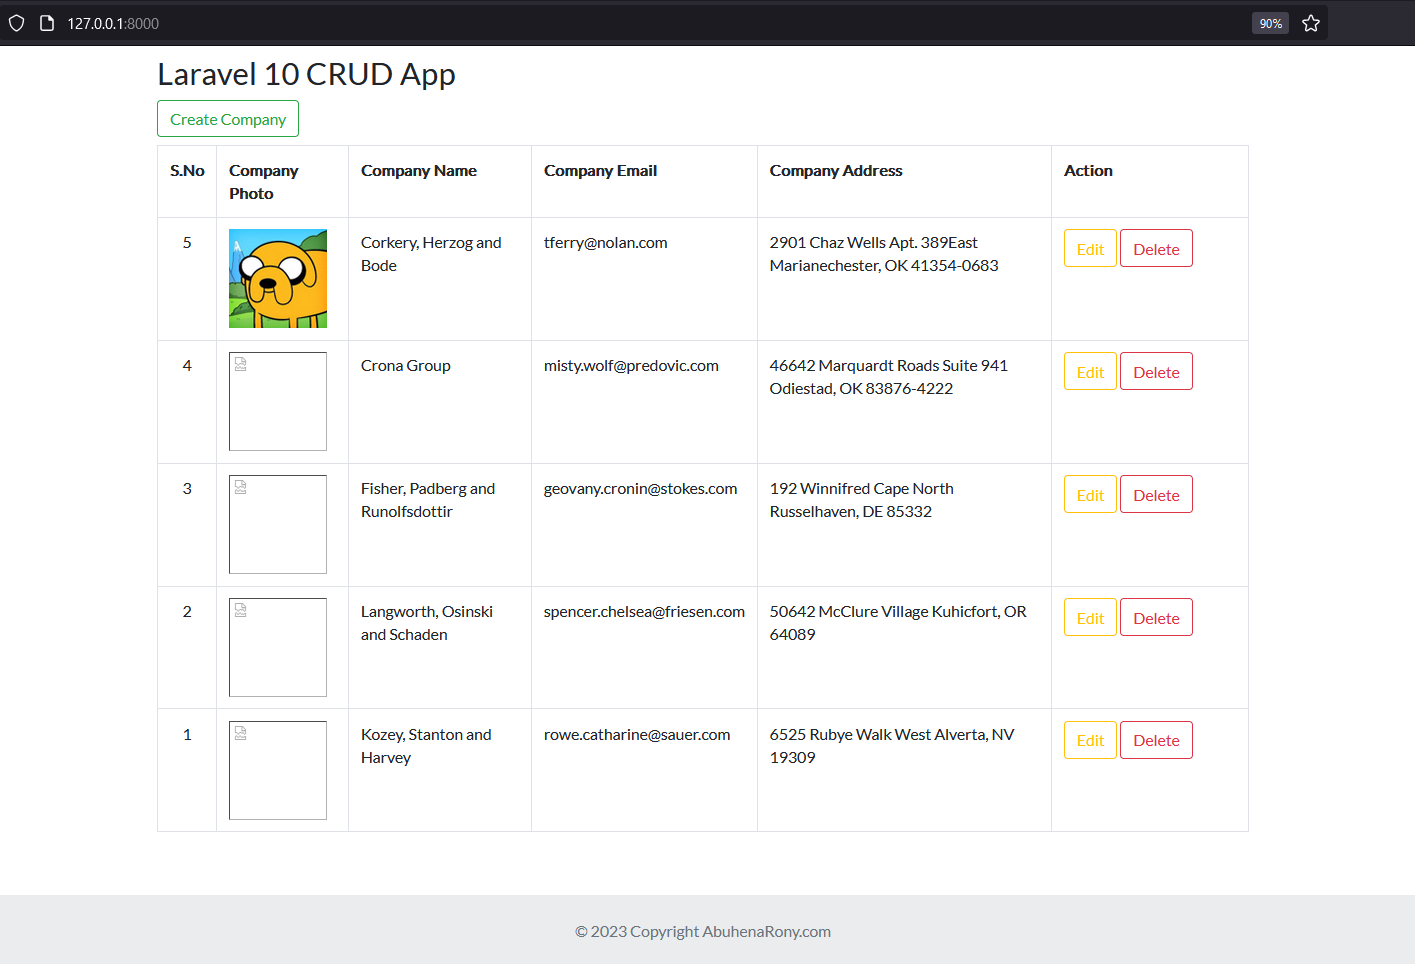 127.0.0.1:8000
90%
Laravel 10 CRUD App
Create Company
S.No
Company
Photo
Company Name
Company Email
Company Address
Action
5
Corkery, Herzog and
Bode
tferry@nolan.com
2901 Chaz Wells Apt. 389East
Marianechester, OK 41354-0683
Edit
Delete
4
Crona Group
misty.wolf@predovic.com
46642 Marquardt Roads Suite 941
Odiestad, OK 83876-4222
Edit
Delete
3
Fisher, Padberg and
Runolfsdottir
geovany.cronin@stokes.com
192 Winnifred Cape North
Russelhaven, DE 85332
Edit
Delete
2
Langworth, Osinski
and Schaden
spencer.chelsea@friesen.com
50642 McClure Village Kuhicfort, OR
64089
Edit
Delete
1
Kozey, Stanton and
Harvey
rowe.catharine@sauer.com
6525 Rubye Walk West Alverta, NV
19309
Edit
Delete
© 2023 Copyright AbuhenaRony.com